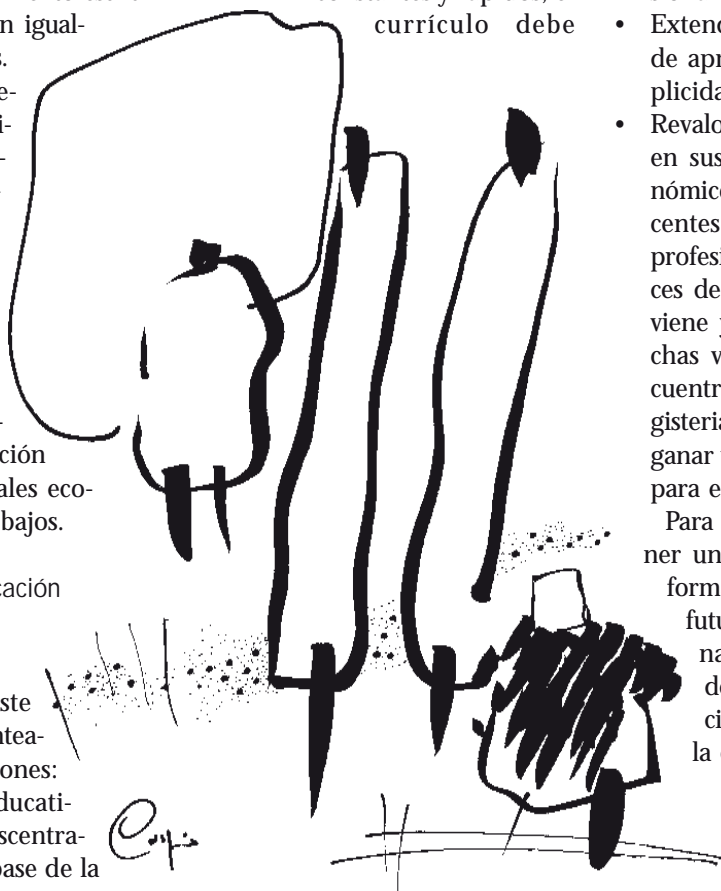 n igual-
s.
e-
i-
-
ción
ales eco-
bajos.
cación
ste
ntea-
ones:
ducati-
scentra-
base de la
currículo debe
• Extend
de apr
plicida
• Revalo
en sus
nómic
centes
profesi
ces de
viene
chas v
cuentr
gisteria
ganar
para e
Para
ner un
form
futu
na
de
ci
la